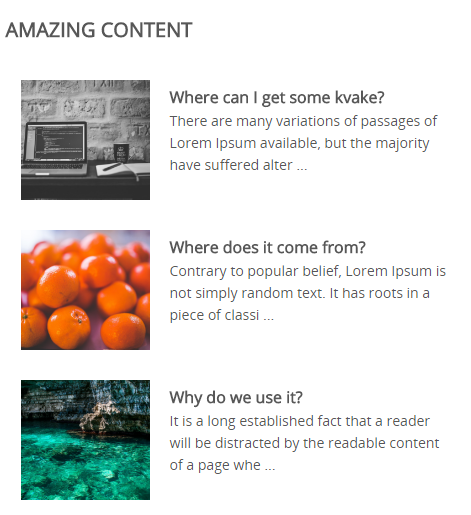 AMAZING CONTENT
Where can I get some kvake?
There are many variations of passages of
Lorem Ipsum available, but the majority
have suffered alter ...
Where does it come from?
Contrary to popular belief, Lorem Ipsum is
not simply random text. It has roots in a
piece of classi ...
Why do we use it?
It is a long established fact that a reader
will be distracted by the readable content
of a page whe ...